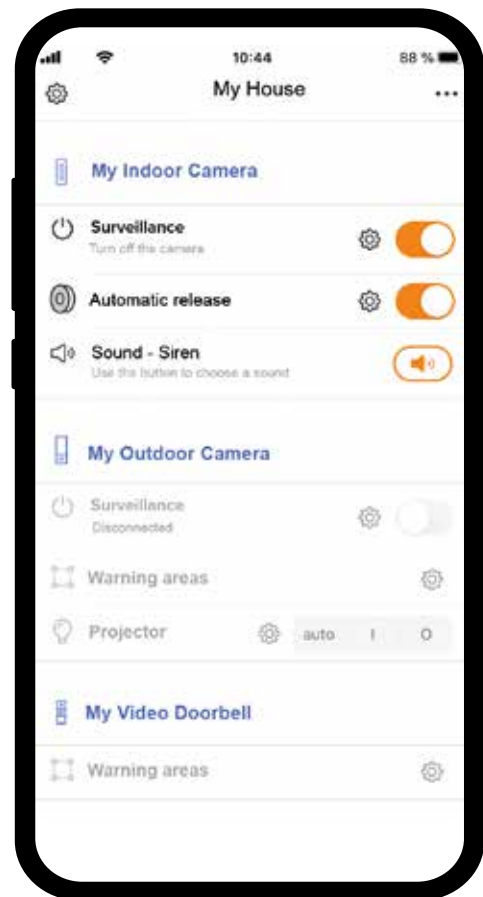 10:44
88 %
My House
My Indoor Camera
Surveillance
Turn off the camera
Automatic release
Sound - Siren
Use the button to choose a sound
My Outdoor Camera
Surveillance
Disconnected
Warning areas
Projector
auto I O
My Video Doorbell
Warning areas